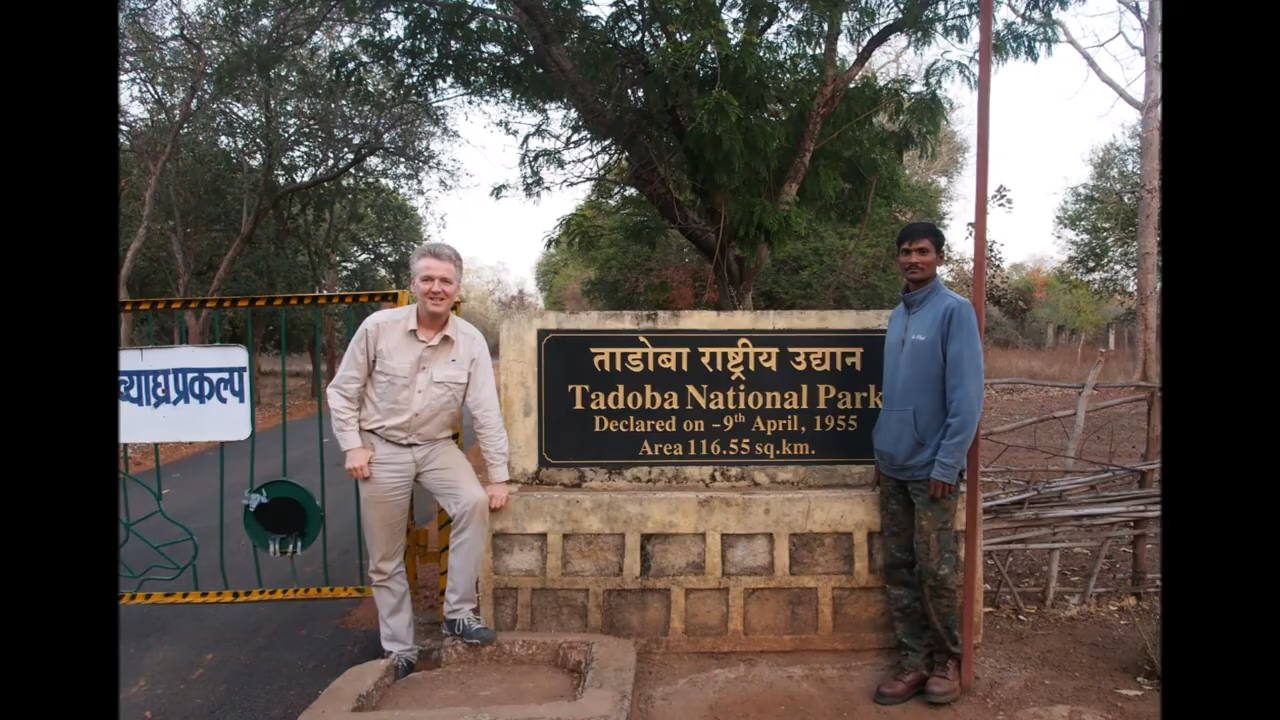 व्याघ्रप्रकल्प
ताडोबा राष्ट्रीय उद्यान
Tadoba National Park
Declared on -9th April, 1955
Area 116.55 sq.km.